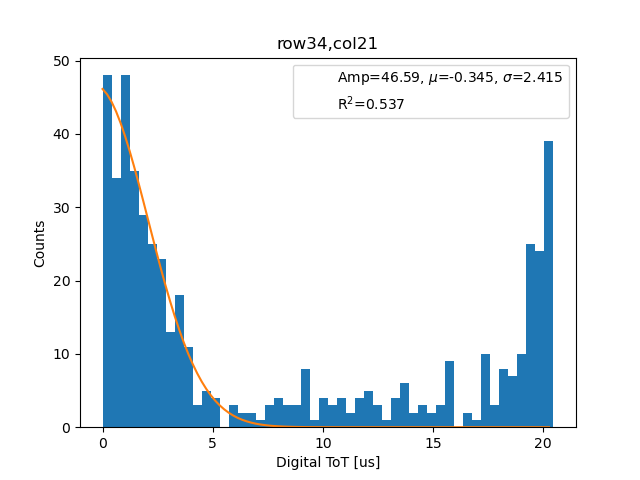 row34,col21
Amp=46.59, μ=-0.345, σ=2.415
R²=0.537
50
40
30
20
10
0
Counts
0 5 10 15 20
Digital ToT [us]